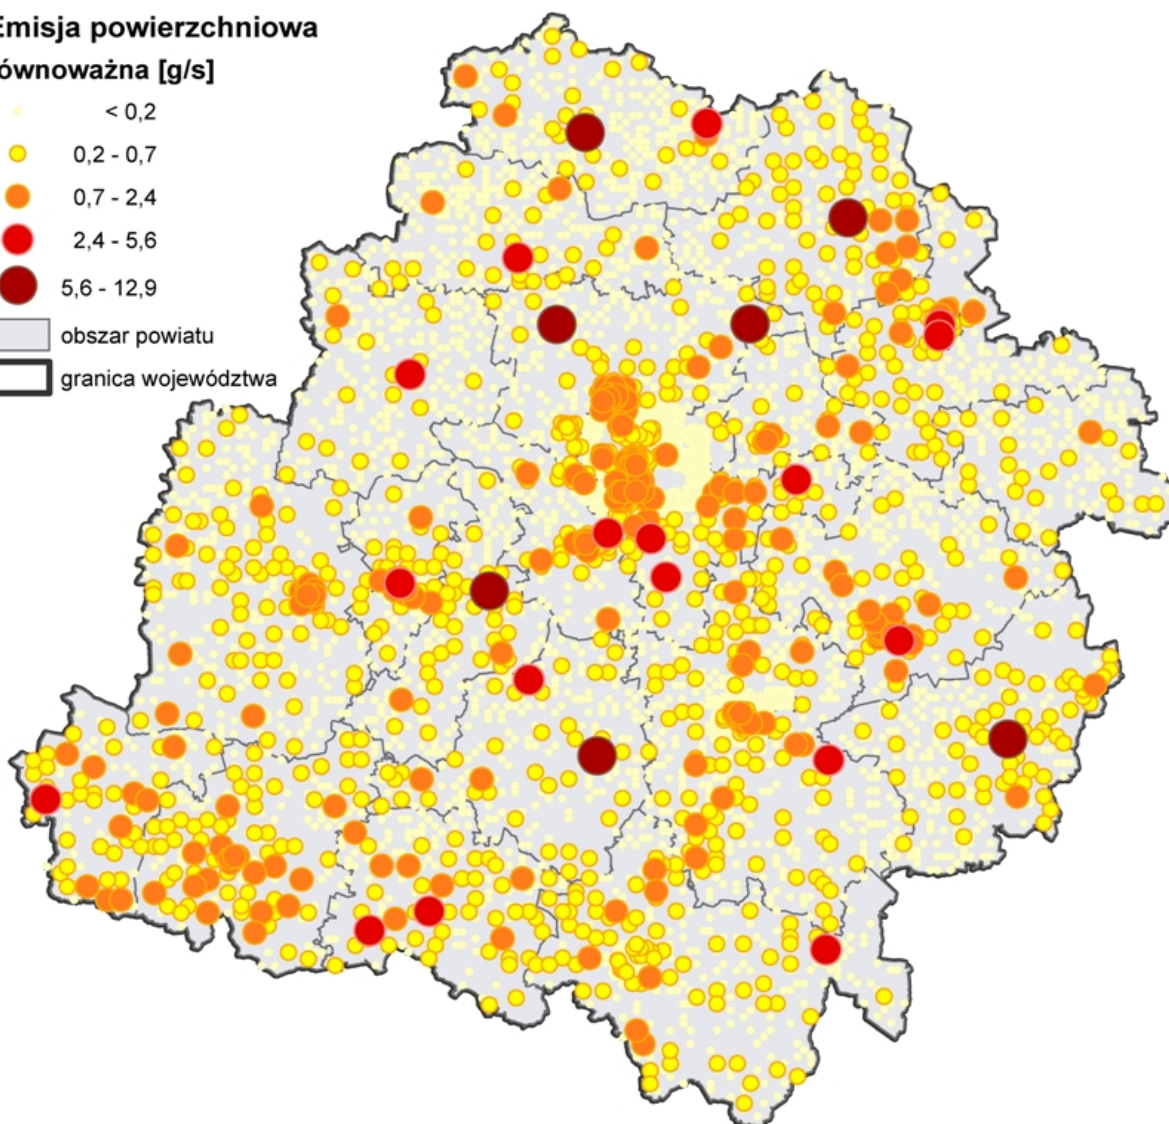 Emisja powierzchniowa
równoważna [g/s]
< 0,2
0,2 - 0,7
0,7 - 2,4
2,4 - 5,6
5,6 - 12,9
obszar powiatu
granica województwa